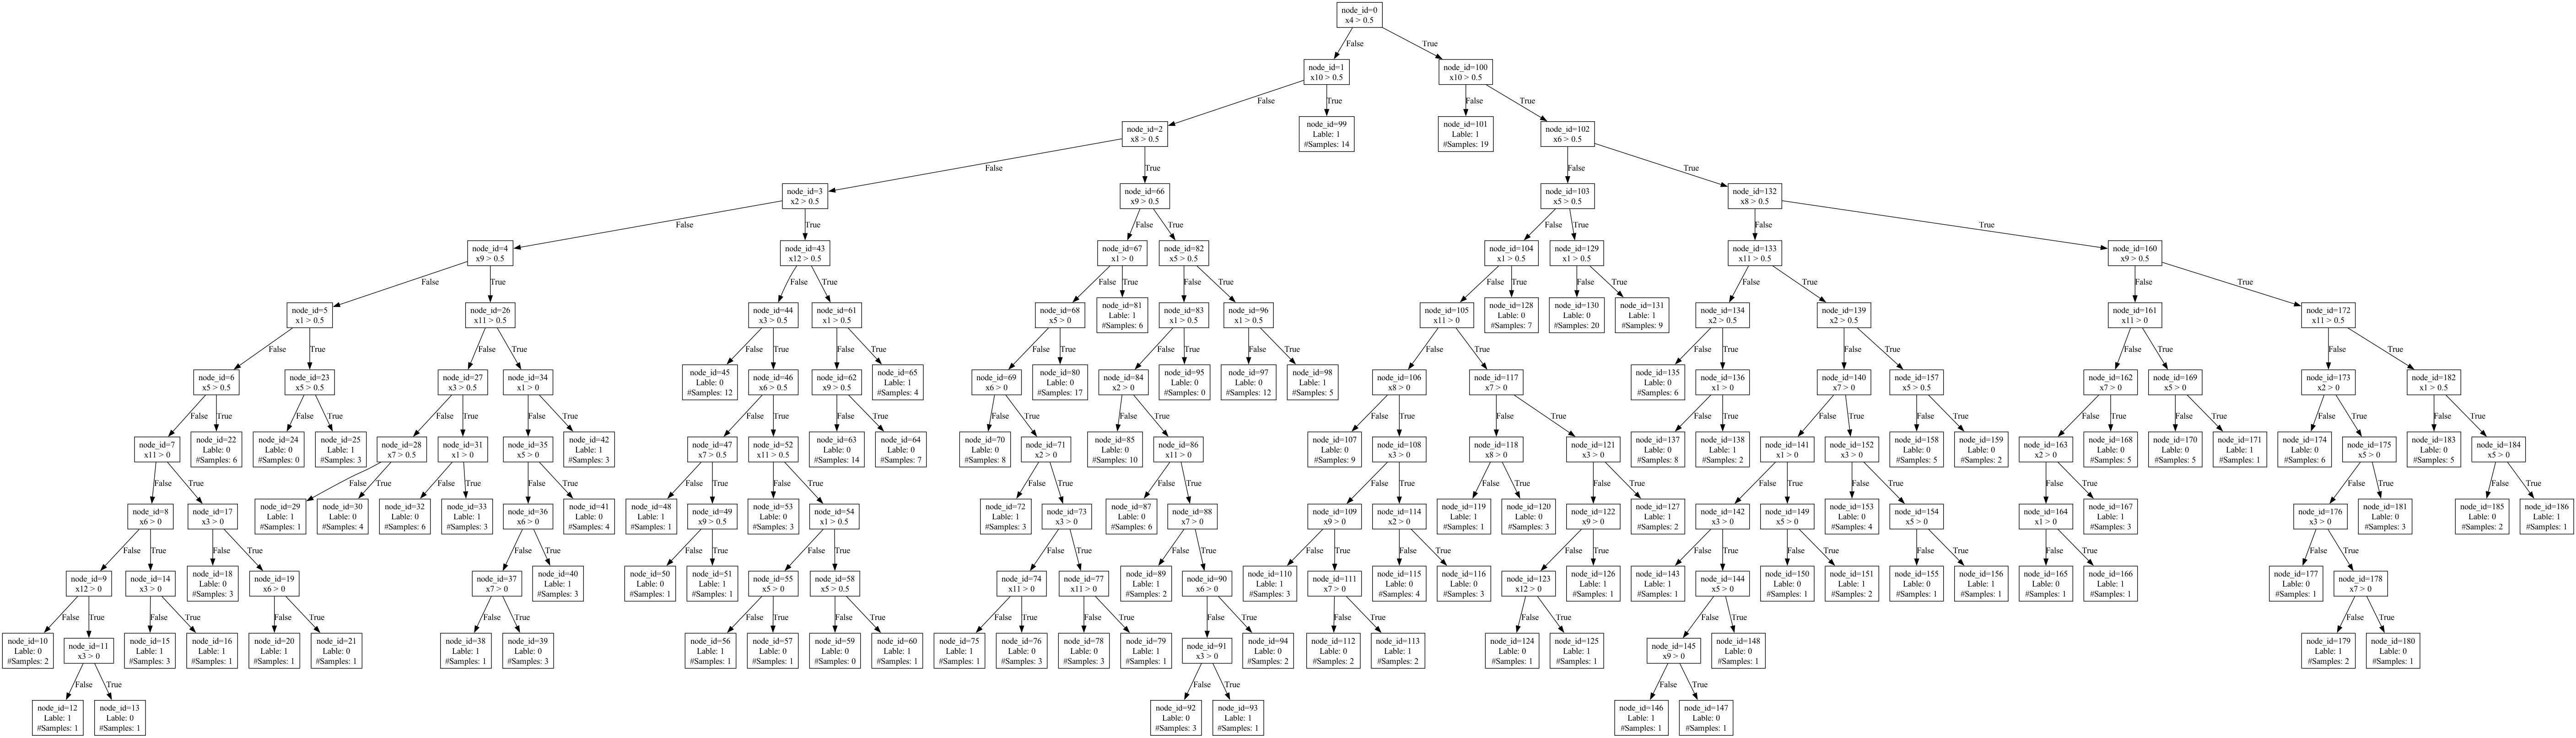 node_id=0
x4 > 0.5
False
True
node_id=1
x10 > 0.5
node_id=100
x10 > 0.5
False
True
False
True
node_id=2
x8 > 0.5
node_id=99
Lable: 1
#Samples: 14
node_id=101
Lable: 1
#Samples: 19
node_id=102
x6 > 0.5
False
True
False
True
node_id=3
x2 > 0.5
node_id=66
x9 > 0.5
node_id=103
x5 > 0.5
node_id=132
x8 > 0.5
False
True
False
True
False
True
False
True
node_id=4
x9 > 0.5
node_id=43
x12 > 0.5
node_id=67
x1 > 0
node_id=82
x5 > 0.5
node_id=104
x1 > 0.5
node_id=129
x1 > 0.5
node_id=133
x11 > 0.5
node_id=160
x9 > 0.5
False
True
False
True
False
True
False
True
False
True
False
True
False
True
False
True
node_id=5
x1 > 0.5
node_id=26
x11 > 0.5
node_id=44
x3 > 0.5
node_id=61
x1 > 0.5
node_id=68
x5 > 0
node_id=81
Lable: 1
#Samples: 6
node_id=83
x1 > 0.5
node_id=96
x1 > 0.5
node_id=105
x11 > 0
node_id=128
Lable: 0
#Samples: 7
node_id=130
Lable: 0
#Samples: 20
node_id=131
Lable: 1
#Samples: 9
node_id=134
x2 > 0.5
node_id=139
x2 > 0.5
node_id=161
x11 > 0
node_id=172
x11 > 0.5
False
True
False
True
False
True
False
True
False
True
False
True
False
True
False
True
False
True
False
True
False
True
False
True
node_id=6
x5 > 0.5
node_id=23
x5 > 0.5
node_id=27
x3 > 0.5
node_id=34
x1 > 0
node_id=45
Lable: 0
#Samples: 12
node_id=46
x6 > 0.5
node_id=62
x9 > 0.5
node_id=65
Lable: 1
#Samples: 4
node_id=69
x6 > 0
node_id=80
Lable: 0
#Samples: 17
node_id=84
x2 > 0
node_id=95
Lable: 0
#Samples: 0
node_id=97
Lable: 0
#Samples: 12
node_id=98
Lable: 1
#Samples: 5
node_id=106
x8 > 0
node_id=117
x7 > 0
node_id=135
Lable: 0
#Samples: 6
node_id=136
x1 > 0
node_id=140
x7 > 0
node_id=157
x5 > 0.5
node_id=162
x7 > 0
node_id=169
x5 > 0
node_id=173
x2 > 0
node_id=182
x1 > 0.5
False
True
False
True
False
True
False
True
False
True
False
True
False
True
False
True
False
True
False
True
False
True
False
True
False
True
False
True
False
True
False
True
False
True
node_id=7
x11 > 0
node_id=22
Lable: 0
#Samples: 6
node_id=24
Lable: 0
#Samples: 0
node_id=25
Lable: 1
#Samples: 3
node_id=28
x7 > 0.5
node_id=31
x1 > 0
node_id=35
x5 > 0
node_id=42
Lable: 1
#Samples: 3
node_id=47
x7 > 0.5
node_id=52
x11 > 0.5
node_id=63
Lable: 0
#Samples: 14
node_id=64
Lable: 0
#Samples: 7
node_id=70
Lable: 0
#Samples: 8
node_id=71
x2 > 0
node_id=85
Lable: 0
#Samples: 10
node_id=86
x11 > 0
node_id=107
Lable: 0
#Samples: 9
node_id=108
x3 > 0
node_id=118
x8 > 0
node_id=121
x3 > 0
node_id=137
Lable: 0
#Samples: 8
node_id=138
Lable: 1
#Samples: 2
node_id=141
x1 > 0
node_id=152
x3 > 0
node_id=158
Lable: 0
#Samples: 5
node_id=159
Lable: 0
#Samples: 2
node_id=163
x2 > 0
node_id=168
Lable: 0
#Samples: 5
node_id=170
Lable: 0
#Samples: 5
node_id=171
Lable: 1
#Samples: 1
node_id=174
Lable: 0
#Samples: 6
node_id=175
x5 > 0
node_id=183
Lable: 0
#Samples: 5
node_id=184
x5 > 0
False
True
False
True
False
True
False
True
False
True
False
True
False
True
False
True
False
True
False
True
False
True
False
True
False
True
False
True
False
True
False
True
node_id=8
x6 > 0
node_id=17
x3 > 0
node_id=29
Lable: 1
#Samples: 1
node_id=30
Lable: 0
#Samples: 4
node_id=32
Lable: 0
#Samples: 6
node_id=33
Lable: 1
#Samples: 3
node_id=36
x6 > 0
node_id=41
Lable: 0
#Samples: 4
node_id=48
Lable: 1
#Samples: 1
node_id=49
x9 > 0.5
node_id=53
Lable: 0
#Samples: 3
node_id=54
x1 > 0.5
node_id=72
Lable: 1
#Samples: 3
node_id=73
x3 > 0
node_id=87
Lable: 0
#Samples: 6
node_id=88
x7 > 0
node_id=109
x9 > 0
node_id=114
x2 > 0
node_id=119
Lable: 1
#Samples: 1
node_id=120
Lable: 0
#Samples: 3
node_id=122
x9 > 0
node_id=127
Lable: 1
#Samples: 2
node_id=142
x3 > 0
node_id=149
x5 > 0
node_id=153
Lable: 0
#Samples: 4
node_id=154
x5 > 0
node_id=164
x1 > 0
node_id=167
Lable: 1
#Samples: 3
node_id=176
x3 > 0
node_id=181
Lable: 0
#Samples: 3
node_id=185
Lable: 0
#Samples: 2
node_id=186
Lable: 1
#Samples: 1
False
True
False
True
False
True
False
True
False
True
False
True
False
True
False
True
False
True
False
True
False
True
False
True
False
True
False
True
False
True
node_id=9
x12 > 0
node_id=14
x3 > 0
node_id=18
Lable: 0
#Samples: 3
node_id=19
x6 > 0
node_id=37
x7 > 0
node_id=40
Lable: 1
#Samples: 3
node_id=50
Lable: 0
#Samples: 1
node_id=51
Lable: 1
#Samples: 1
node_id=55
x5 > 0
node_id=58
x5 > 0.5
node_id=74
x11 > 0
node_id=77
x11 > 0
node_id=89
Lable: 1
#Samples: 2
node_id=90
x6 > 0
node_id=110
Lable: 1
#Samples: 3
node_id=111
x7 > 0
node_id=115
Lable: 1
#Samples: 4
node_id=116
Lable: 0
#Samples: 3
node_id=123
x12 > 0
node_id=126
Lable: 1
#Samples: 1
node_id=143
Lable: 1
#Samples: 1
node_id=144
x5 > 0
node_id=150
Lable: 0
#Samples: 1
node_id=151
Lable: 1
#Samples: 2
node_id=155
Lable: 0
#Samples: 1
node_id=156
Lable: 1
#Samples: 1
node_id=165
Lable: 0
#Samples: 1
node_id=166
Lable: 1
#Samples: 1
node_id=177
Lable: 0
#Samples: 1
node_id=178
x7 > 0
False
True
False
True
False
True
False
True
False
True
False
True
False
True
False
True
False
True
False
True
False
True
False
True
False
True
node_id=10
Lable: 0
#Samples: 2
node_id=11
x3 > 0
node_id=15
Lable: 1
#Samples: 3
node_id=16
Lable: 1
#Samples: 1
node_id=20
Lable: 1
#Samples: 1
node_id=21
Lable: 0
#Samples: 1
node_id=38
Lable: 1
#Samples: 1
node_id=39
Lable: 0
#Samples: 3
node_id=56
Lable: 1
#Samples: 1
node_id=57
Lable: 0
#Samples: 1
node_id=59
Lable: 0
#Samples: 0
node_id=60
Lable: 1
#Samples: 1
node_id=75
Lable: 1
#Samples: 1
node_id=76
Lable: 0
#Samples: 3
node_id=78
Lable: 0
#Samples: 3
node_id=79
Lable: 1
#Samples: 1
node_id=91
x3 > 0
node_id=94
Lable: 0
#Samples: 2
node_id=112
Lable: 0
#Samples: 2
node_id=113
Lable: 1
#Samples: 2
node_id=124
Lable: 0
#Samples: 1
node_id=125
Lable: 1
#Samples: 1
node_id=145
x9 > 0
node_id=148
Lable: 0
#Samples: 1
node_id=179
Lable: 1
#Samples: 2
node_id=180
Lable: 0
#Samples: 1
False
True
False
True
False
True
node_id=12
Lable: 1
#Samples: 1
node_id=13
Lable: 0
#Samples: 1
node_id=92
Lable: 0
#Samples: 3
node_id=93
Lable: 1
#Samples: 1
node_id=146
Lable: 1
#Samples: 1
node_id=147
Lable: 0
#Samples: 1